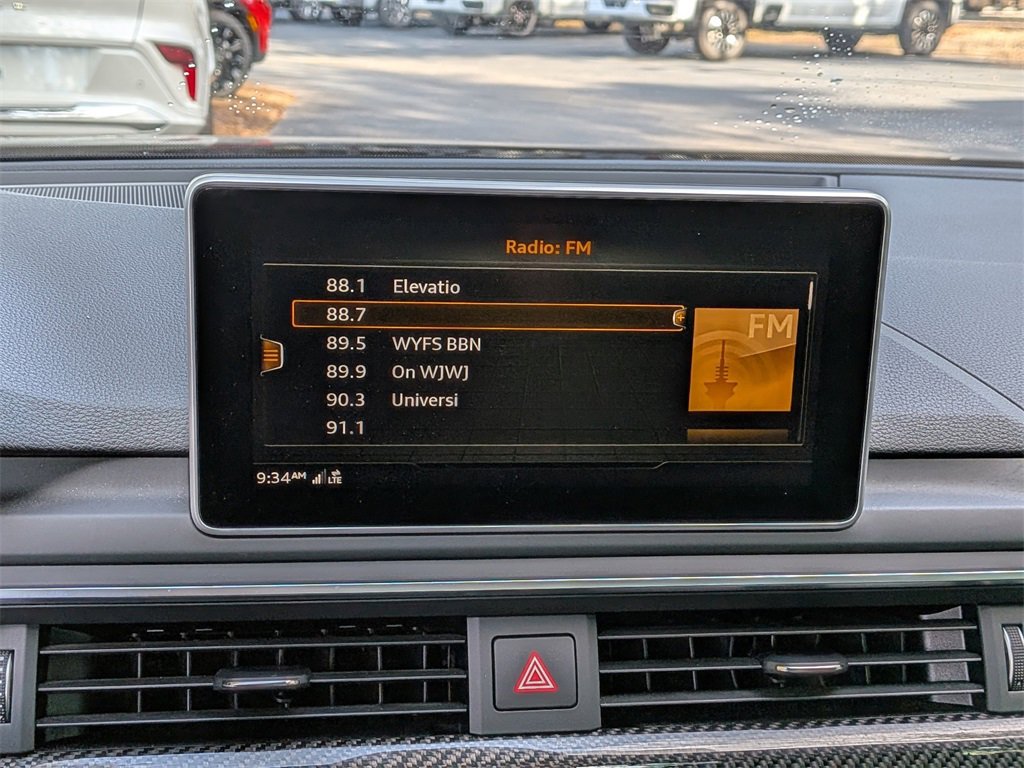 Radio: FM
88.1 Elevatio
88.7
89.5 WYFS BBN
89.9 On WJWJ
90.3 Universi
91.1
FM
9:34AM LTE